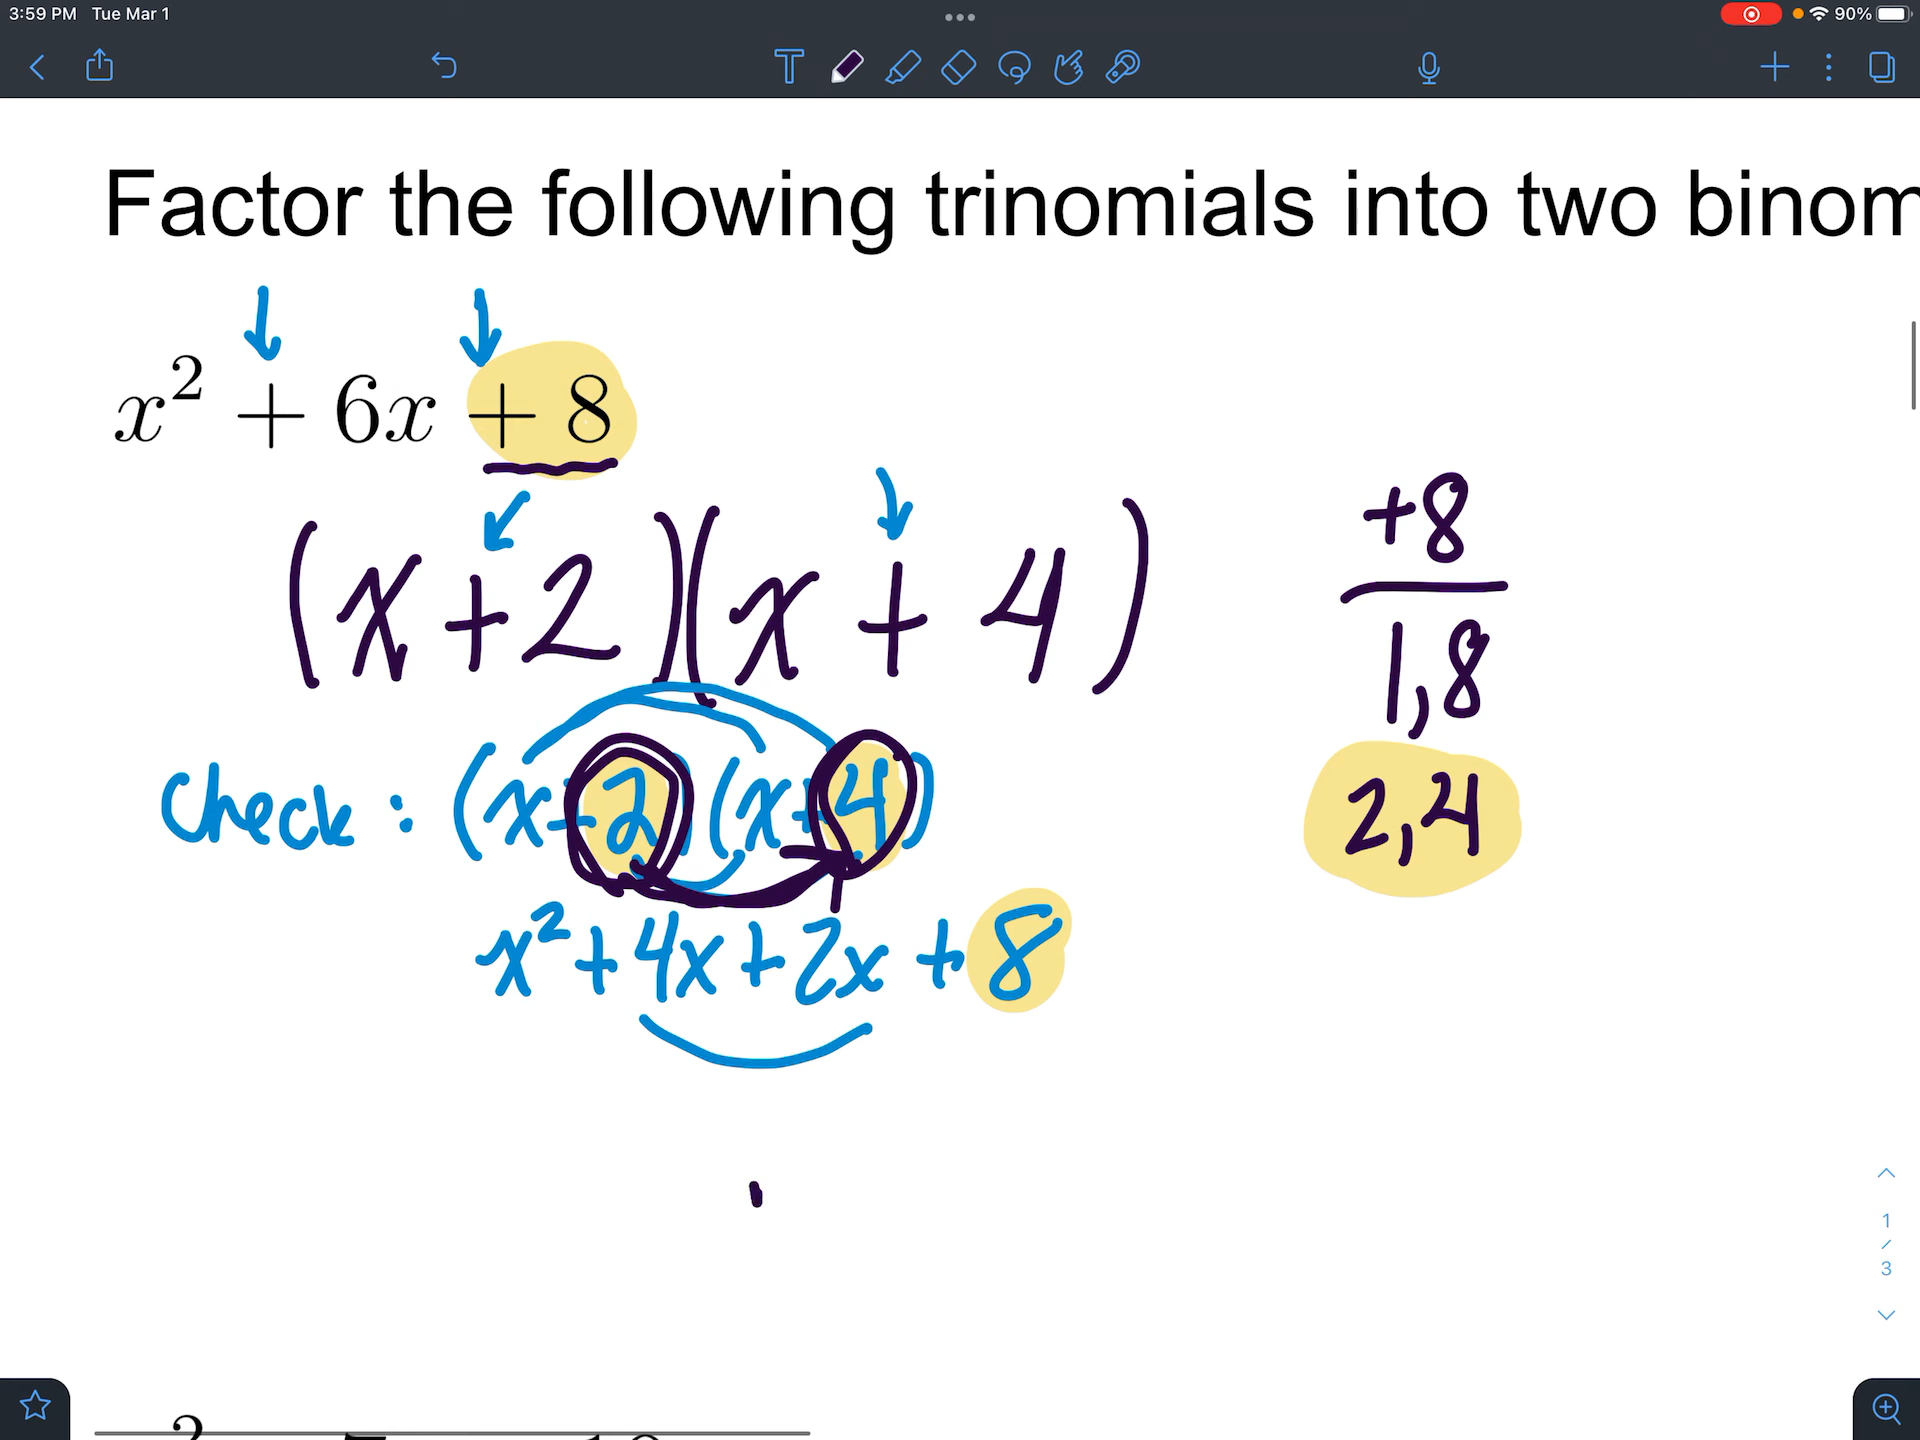 3:59 PM Tue Mar 1
90%
Factor the following trinomials into two binom
x² + 6x + 8
(x+2)(x + 4)
+8
1,8
2,4
Check : (x+2)(x+4)
x²+4x+2x+8
1
/
3